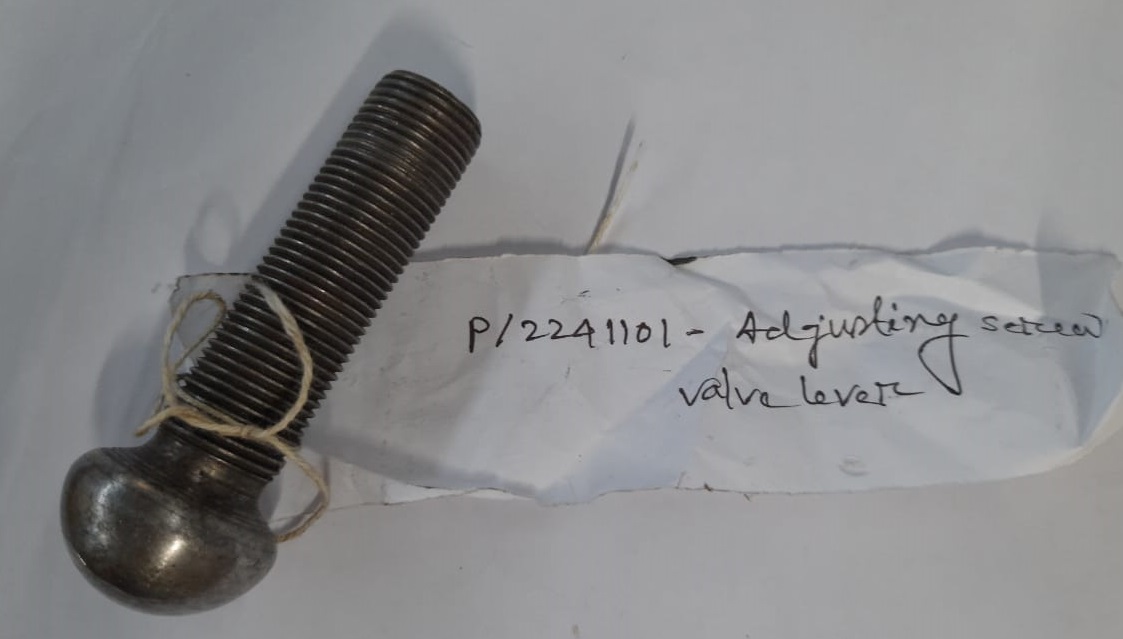 P/2241101 - Adjusting screw
valve lever